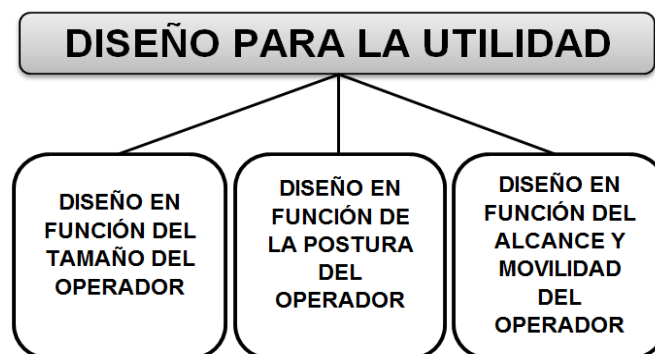 DISEÑO PARA LA UTILIDAD
DISEÑO EN
FUNCIÓN DEL
TAMAÑO DEL
OPERADOR
DISEÑO EN
FUNCIÓN DE
LA POSTURA
DEL
OPERADOR
DISEÑO EN
FUNCIÓN DEL
ALCANCE Y
MOVILIDAD
DEL
OPERADOR